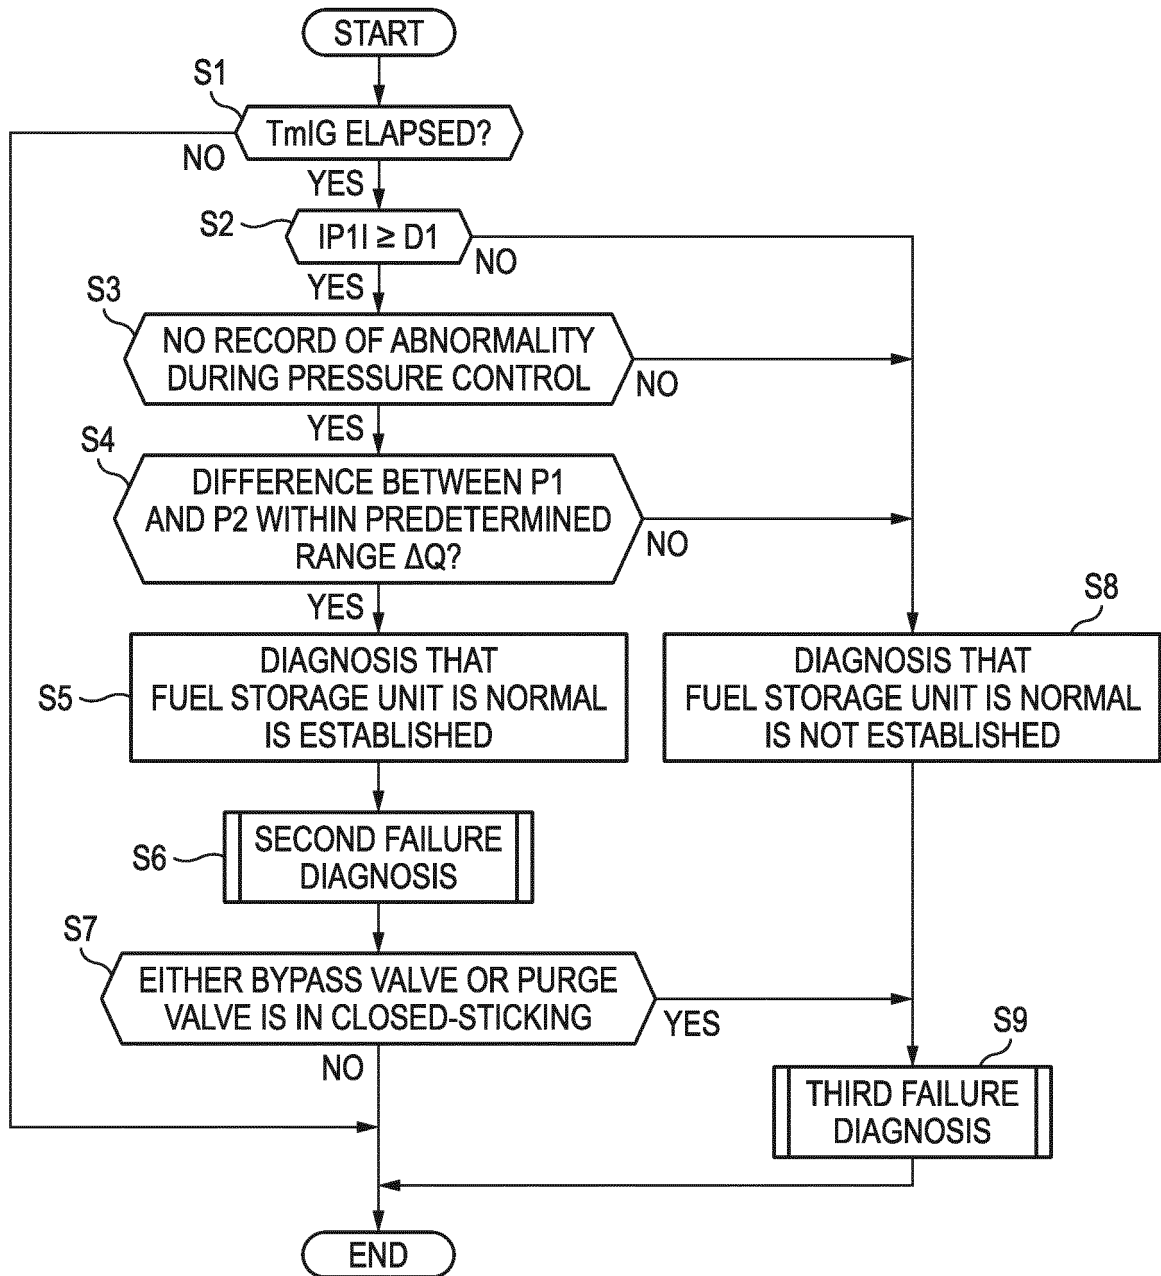 START
S1
TmIG ELAPSED?
NO
YES
S2
IP1I ≥ D1
NO
YES
S3
NO RECORD OF ABNORMALITY
DURING PRESSURE CONTROL
NO
YES
S4
DIFFERENCE BETWEEN P1
AND P2 WITHIN PREDETERMINED
RANGE ΔQ?
NO
YES
S5
DIAGNOSIS THAT
FUEL STORAGE UNIT IS NORMAL
IS ESTABLISHED
S8
DIAGNOSIS THAT
FUEL STORAGE UNIT IS NORMAL
IS NOT ESTABLISHED
S6
SECOND FAILURE
DIAGNOSIS
S7
EITHER BYPASS VALVE OR PURGE
VALVE IS IN CLOSED-STICKING
YES
NO
S9
THIRD FAILURE
DIAGNOSIS
END